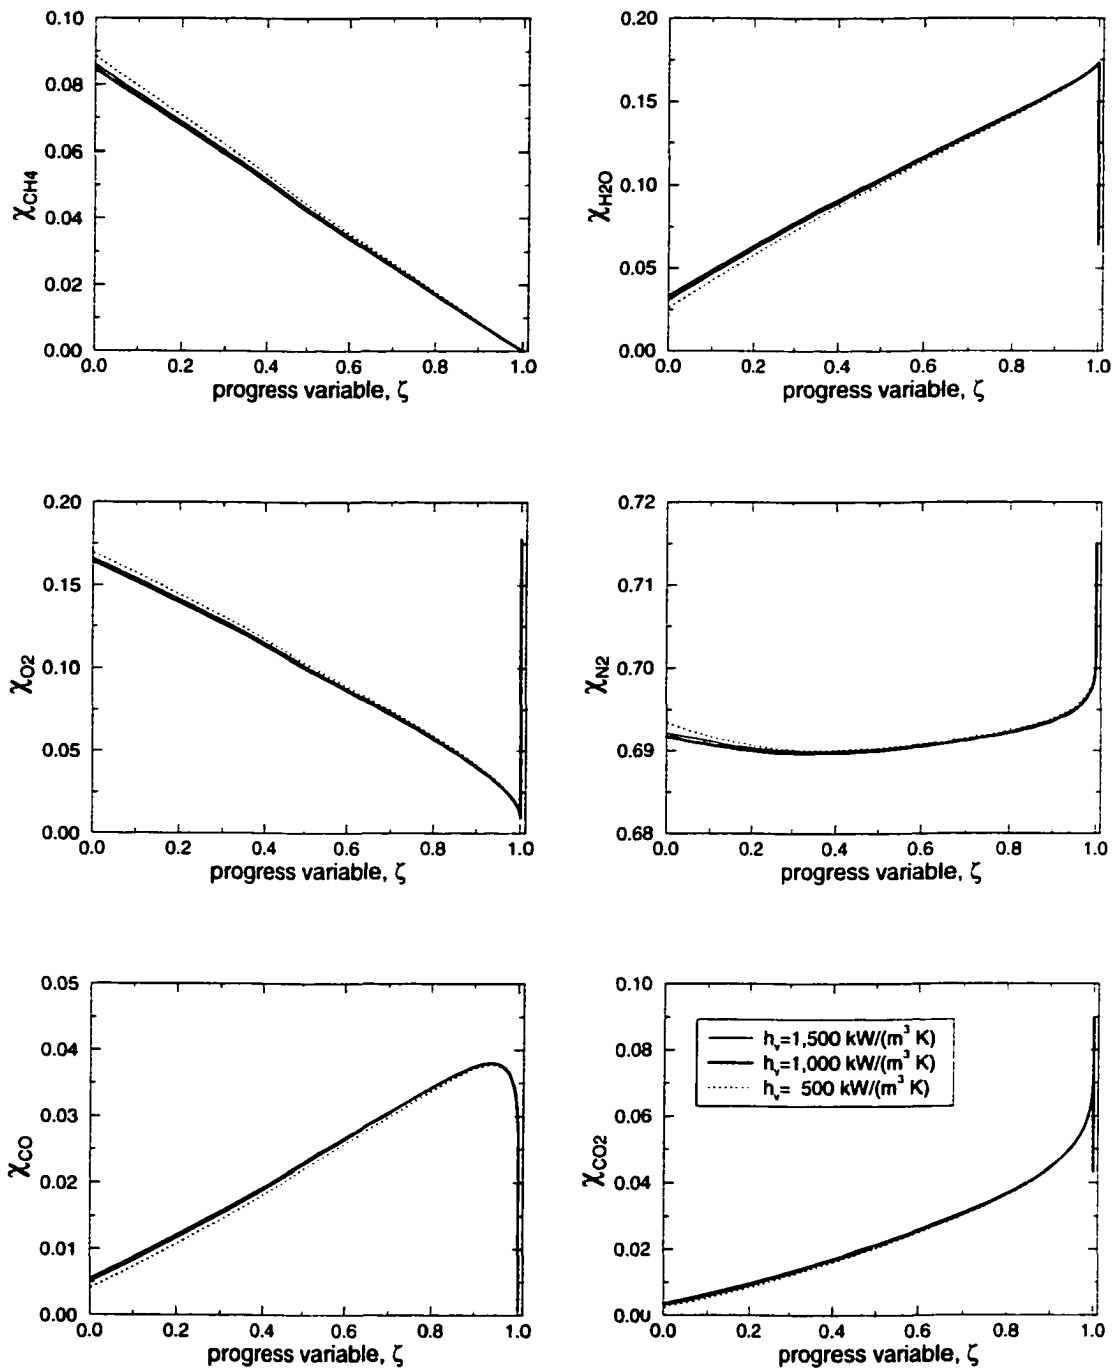 0.10
0.08
0.06
0.04
0.02
0.00
χCH4
0.0 0.2 0.4 0.6 0.8 1.0
progress variable, ζ
0.20
0.15
0.10
0.05
0.00
χH2O
0.0 0.2 0.4 0.6 0.8 1.0
progress variable, ζ
0.20
0.15
0.10
0.05
0.00
χO2
0.0 0.2 0.4 0.6 0.8 1.0
progress variable, ζ
0.72
0.71
0.70
0.69
0.68
χN2
0.0 0.2 0.4 0.6 0.8 1.0
progress variable, ζ
0.05
0.04
0.03
0.02
0.01
0.00
χCO
0.0 0.2 0.4 0.6 0.8 1.0
progress variable, ζ
0.10
0.08
0.06
0.04
0.02
0.00
χCO2
hv=1,500 kW/(m³ K)
hv=1,000 kW/(m³ K)
hv= 500 kW/(m³ K)
0.0 0.2 0.4 0.6 0.8 1.0
progress variable, ζ